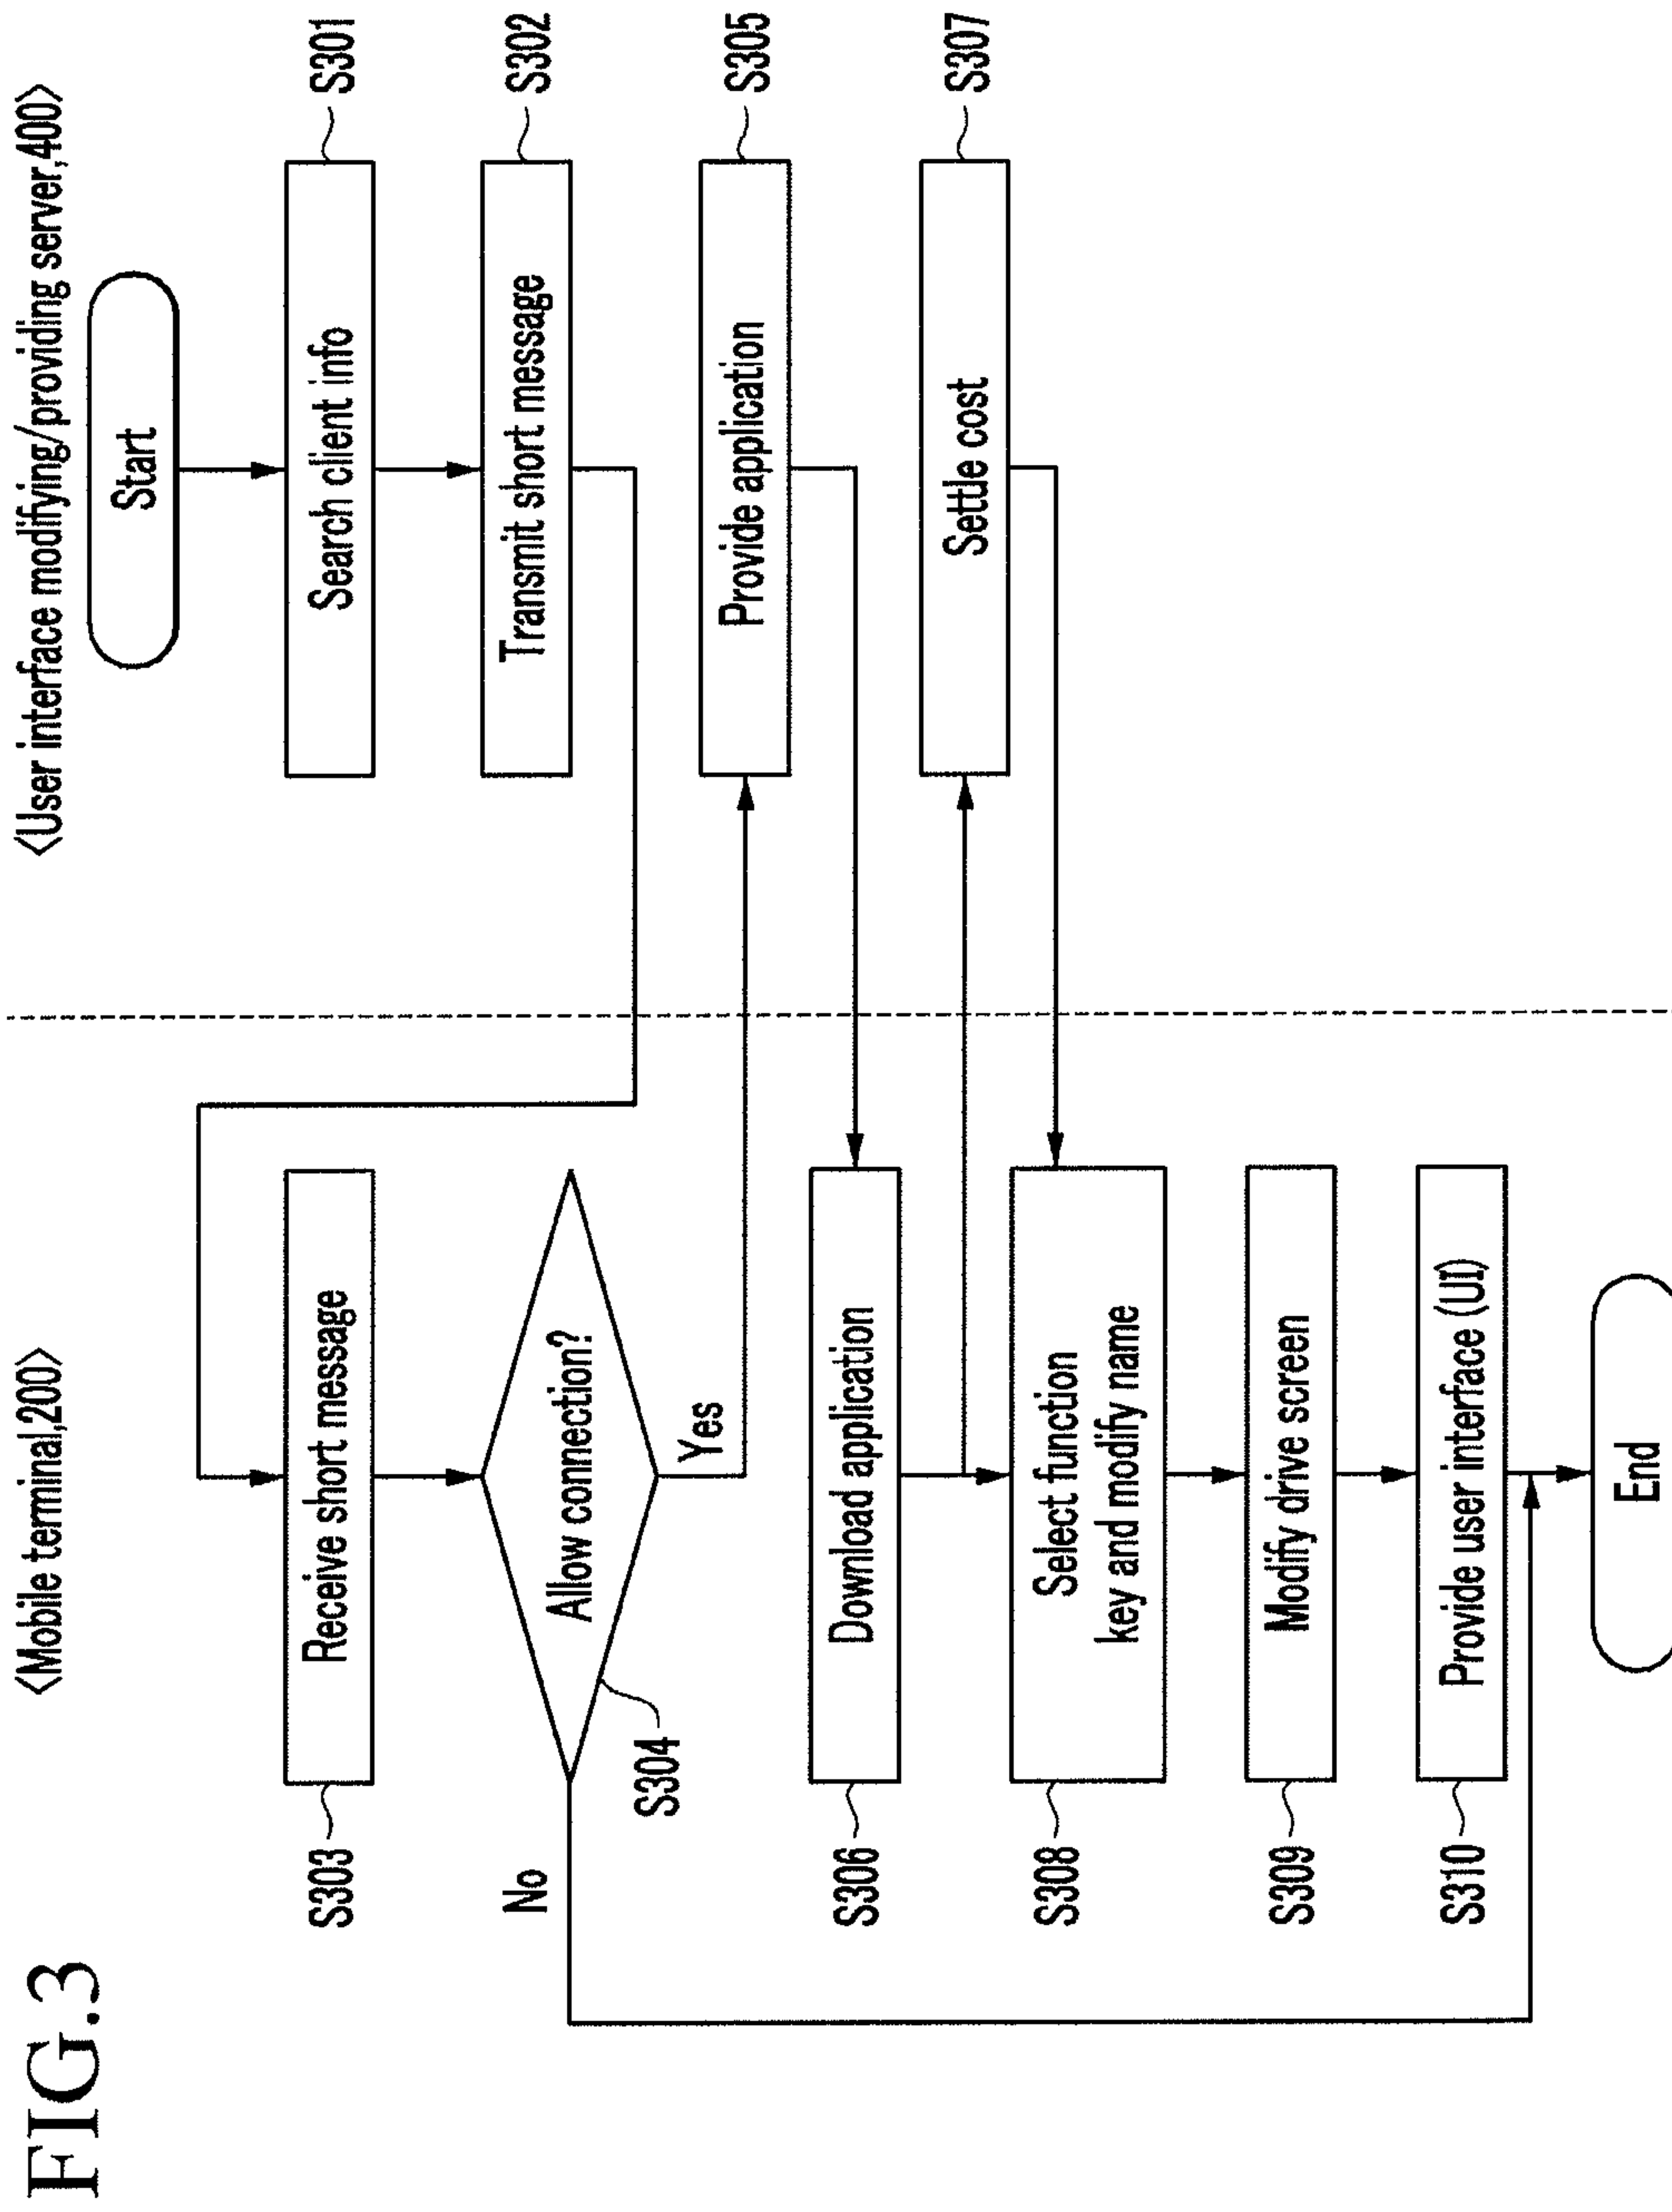 FIG.3
<Mobile terminal,200>
<User interface modifying/providing server,400>
Start
Search client info
S301
Transmit short message
S302
S303
Receive short message
Allow connection?
S304
No
Yes
Provide application
S305
S306
Download application
Settle cost
S307
S308
Select function
key and modify name
S309
Modify drive screen
S310
Provide user interface (UI)
End